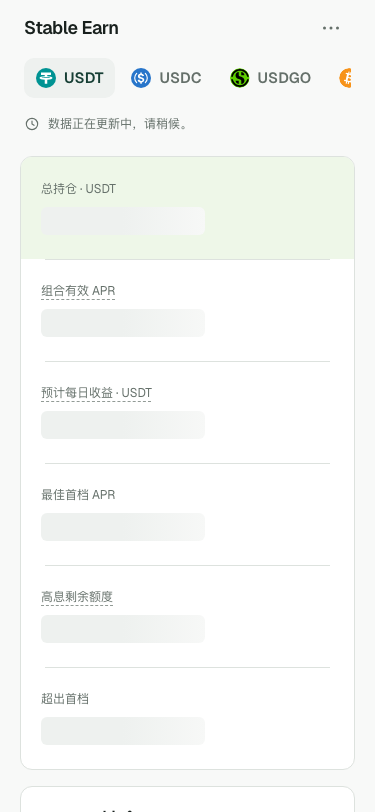 Stable Earn
USDT
USDC
USDGO
数据正在更新中，请稍候。
总持仓 · USDT
组合有效 APR
预计每日收益 · USDT
最佳首档 APR
高息剩余额度
超出首档